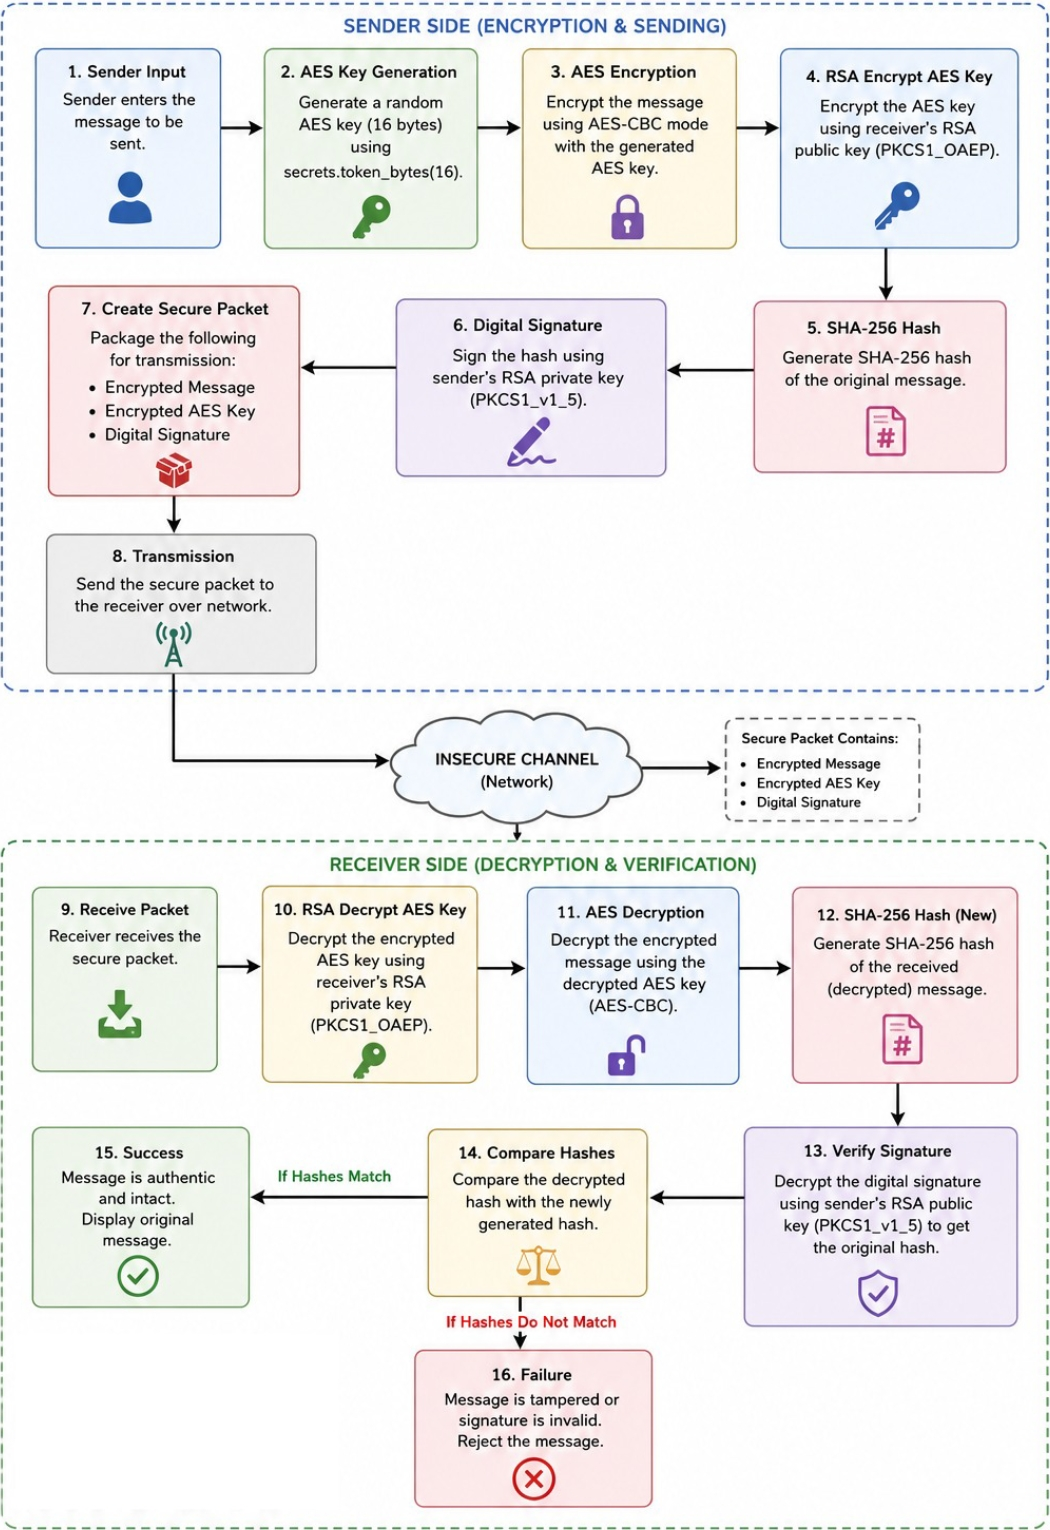 SENDER SIDE (ENCRYPTION & SENDING)
1. Sender Input
Sender enters the
message to be
sent.
2. AES Key Generation
Generate a random
AES key (16 bytes)
using
secrets.token_bytes(16).
3. AES Encryption
Encrypt the message
using AES-CBC mode
with the generated
AES key.
4. RSA Encrypt AES Key
Encrypt the AES key
using receiver's RSA
public key (PKCS1_OAEP).
5. SHA-256 Hash
Generate SHA-256 hash
of the original message.
#
6. Digital Signature
Sign the hash using
sender's RSA private key
(PKCS1_v1_5).
7. Create Secure Packet
Package the following
for transmission:
• Encrypted Message
• Encrypted AES Key
• Digital Signature
8. Transmission
Send the secure packet to
the receiver over network.
INSECURE CHANNEL
(Network)
Secure Packet Contains:
• Encrypted Message
• Encrypted AES Key
• Digital Signature
RECEIVER SIDE (DECRYPTION & VERIFICATION)
9. Receive Packet
Receiver receives the
secure packet.
10. RSA Decrypt AES Key
Decrypt the encrypted
AES key using
receiver's RSA
private key
(PKCS1_OAEP).
11. AES Decryption
Decrypt the encrypted
message using the
decrypted AES key
(AES-CBC).
12. SHA-256 Hash (New)
Generate SHA-256 hash
of the received
(decrypted) message.
#
13. Verify Signature
Decrypt the digital signature
using sender's RSA public
key (PKCS1_v1_5) to get
the original hash.
14. Compare Hashes
Compare the decrypted
hash with the newly
generated hash.
If Hashes Match
15. Success
Message is authentic
and intact.
Display original
message.
If Hashes Do Not Match
16. Failure
Message is tampered or
signature is invalid.
Reject the message.